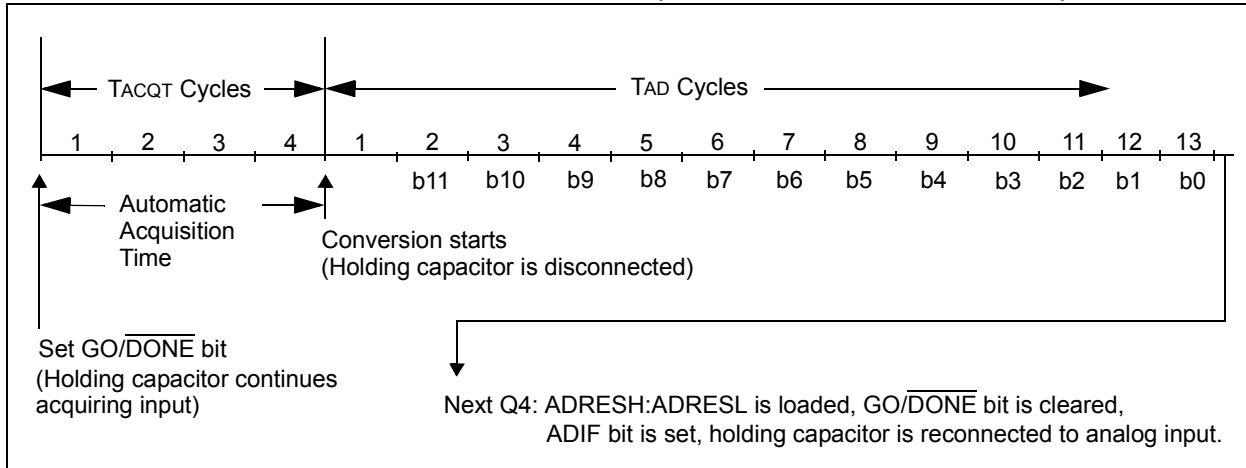 TACQT Cycles
TAD Cycles
1 2 3 4 1 2 3 4 5 6 7 8 9 10 11 12 13
b11 b10 b9 b8 b7 b6 b5 b4 b3 b2 b1 b0
Automatic
Acquisition
Time
Conversion starts
(Holding capacitor is disconnected)
Set GO/DONE bit
(Holding capacitor continues
acquiring input)
Next Q4: ADRESH:ADRESL is loaded, GO/DONE bit is cleared,
ADIF bit is set, holding capacitor is reconnected to analog input.